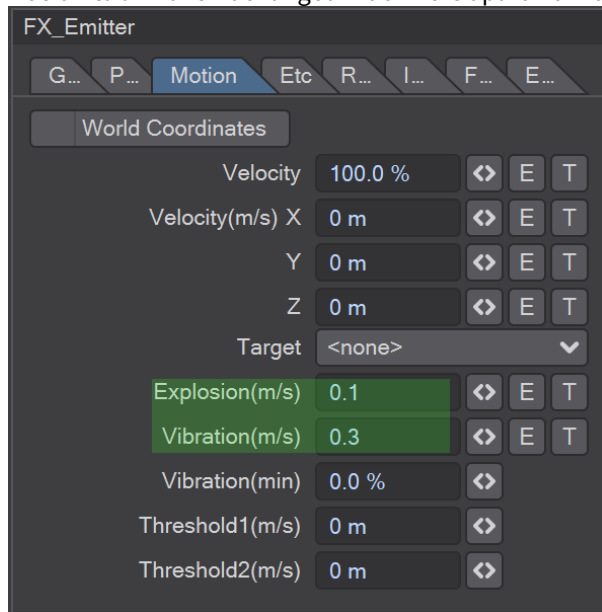 FX_Emitter
G... P... Motion Etc R... I... F... E...
World Coordinates
Velocity 100.0 % E T
Velocity(m/s) X 0 m E T
Y 0 m E T
Z 0 m E T
Target <none>
Explosion(m/s) 0.1 E T
Vibration(m/s) 0.3 E T
Vibration(min) 0.0 %
Threshold1(m/s) 0 m
Threshold2(m/s) 0 m